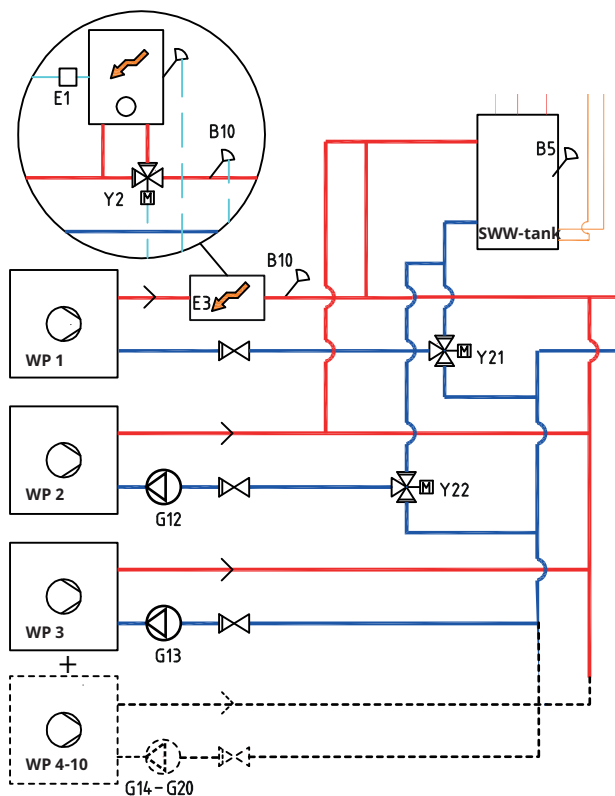 E1
B10
Y2
M
B5
SWW-tank
B10
E3
WP 1
M
Y21
WP 2
G12
M
Y22
WP 3
G13
+
WP 4-10
G14-G20